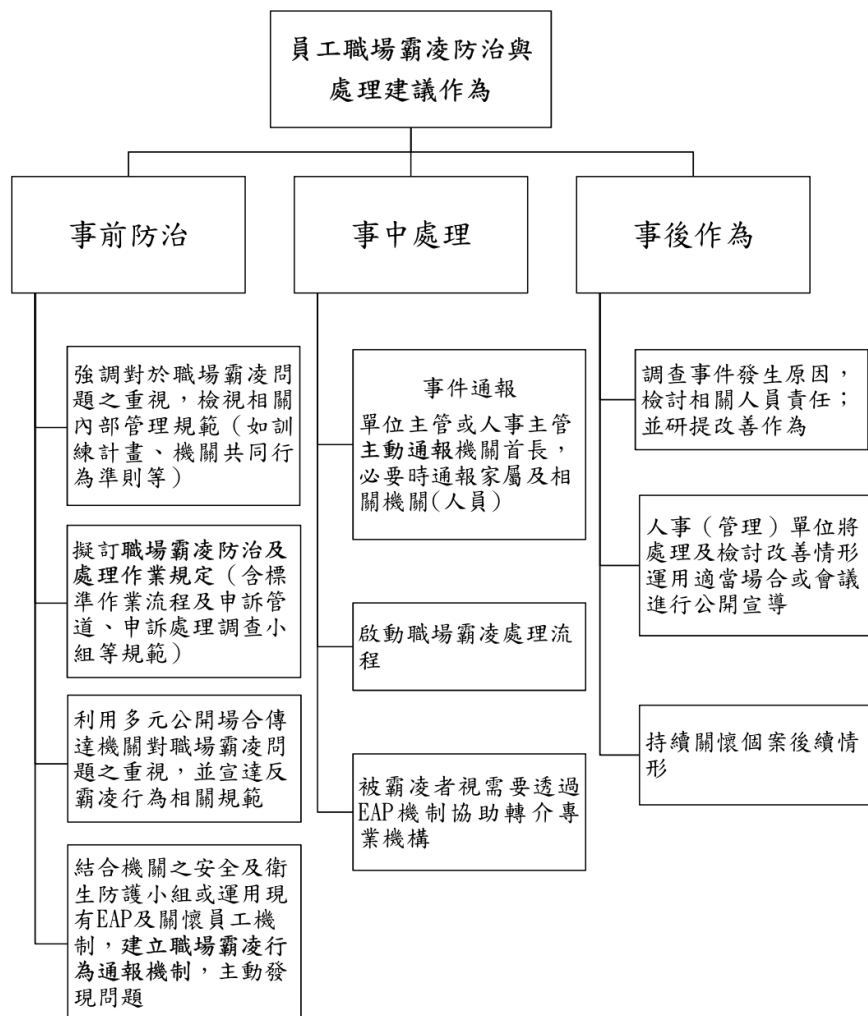 員工職場霸凌防治與
處理建議作為
事前防治
強調對於職場霸凌問
題之重視，檢視相關
內部管理規範（如訓
練計畫、機關共同行
為準則等）
擬訂職場霸凌防治及
處理作業規定（含標
準作業流程及申訴管
道、申訴處理調查小
組等規範）
利用多元公開場合傳
達機關對職場霸凌問
題之重視，並宣達反
霸凌行為相關規範
結合機關之安全及衛
生防護小組或運用現
有EAP及關懷員工機
制，建立職場霸凌行
為通報機制，主動發
現問題
事中處理
事件通報
單位主管或人事主管
主動通報機關首長，
必要時通報家屬及相
關機關(人員)
啟動職場霸凌處理流
程
被霸凌者視需要透過
EAP機制協助轉介專
業機構
事後作為
調查事件發生原因，
檢討相關人員責任；
並研提改善作為
人事（管理）單位將
處理及檢討改善情形
運用適當場合或會議
進行公開宣導
持續關懷個案後續情
形